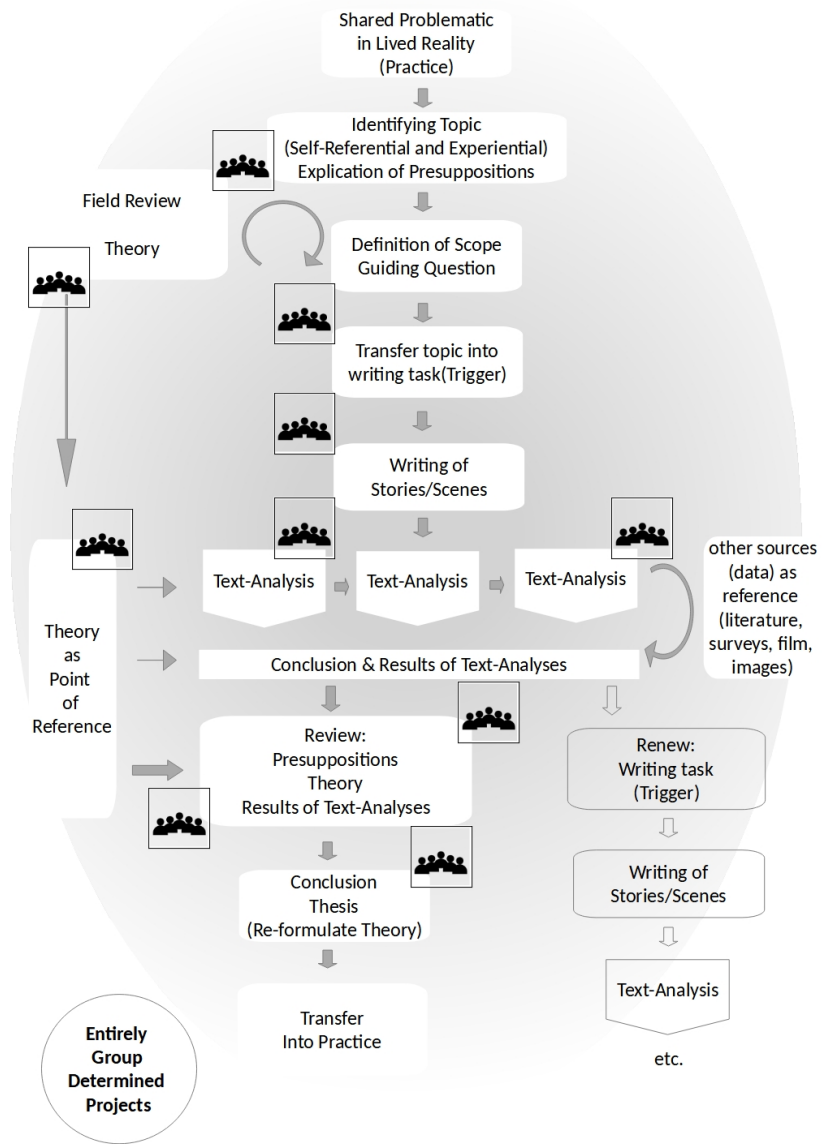 Shared Problematic
in Lived Reality
(Practice)
Identifying Topic
(Self-Referential and Experiential)
Explication of Presuppositions
Field Review
Theory
Definition of Scope
Guiding Question
Transfer topic into
writing task(Trigger)
Writing of
Stories/Scenes
Text-Analysis
Text-Analysis
Text-Analysis
other sources
(data) as
reference
(literature,
surveys, film,
images)
Theory
as
Point
of
Reference
Conclusion & Results of Text-Analyses
Review:
Presuppositions
Theory
Results of Text-Analyses
Renew:
Writing task
(Trigger)
Conclusion
Thesis
(Re-formulate Theory)
Writing of
Stories/Scenes
Transfer
Into Practice
Text-Analysis
etc.
Entirely
Group
Determined
Projects